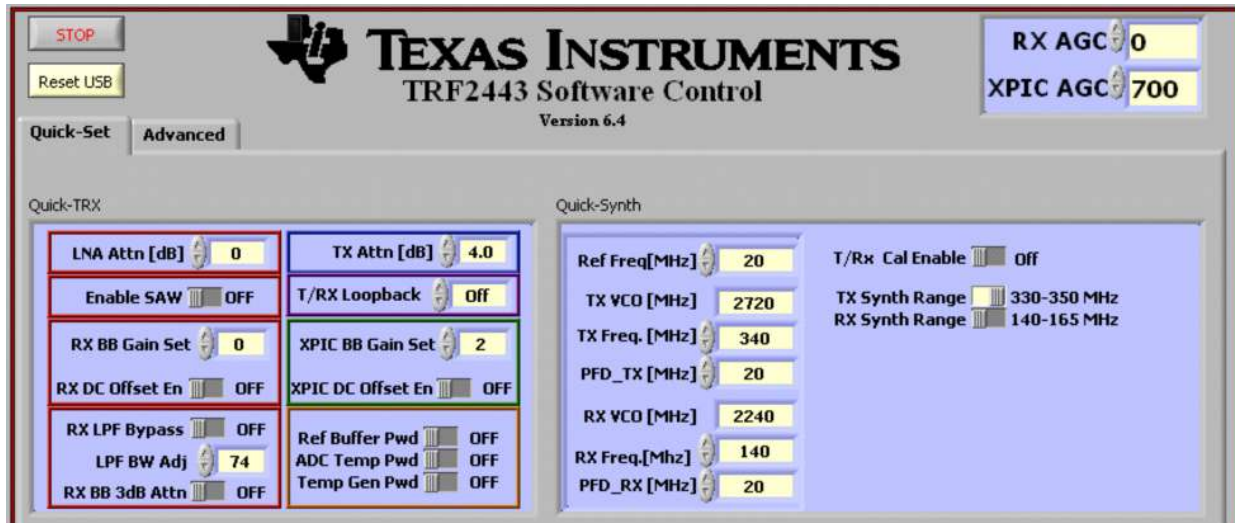 STOP
Reset USB
TEXAS INSTRUMENTS
TRF2443 Software Control
Version 6.4
RX AGC 0
XPIC AGC 700
Quick-Set Advanced
Quick-TRX
LNA Attn [dB] 0
TX Attn [dB] 4.0
Enable SAW OFF
T/RX Loopback Off
RX BB Gain Set 0
XPIC BB Gain Set 2
RX DC Offset En OFF
XPIC DC Offset En OFF
RX LPF Bypass OFF
LPF BW Adj 74
RX BB 3dB Attn OFF
Ref Buffer Pwd OFF
ADC Temp Pwd OFF
Temp Gen Pwd OFF
Quick-Synth
Ref Freq[MHz] 20
TX VCO [MHz] 2720
TX Freq. [MHz] 340
PFD_TX [MHz] 20
RX VCO [MHz] 2240
RX Freq.[Mhz] 140
PFD_RX [MHz] 20
T/Rx Cal Enable Off
TX Synth Range 330-350 MHz
RX Synth Range 140-165 MHz